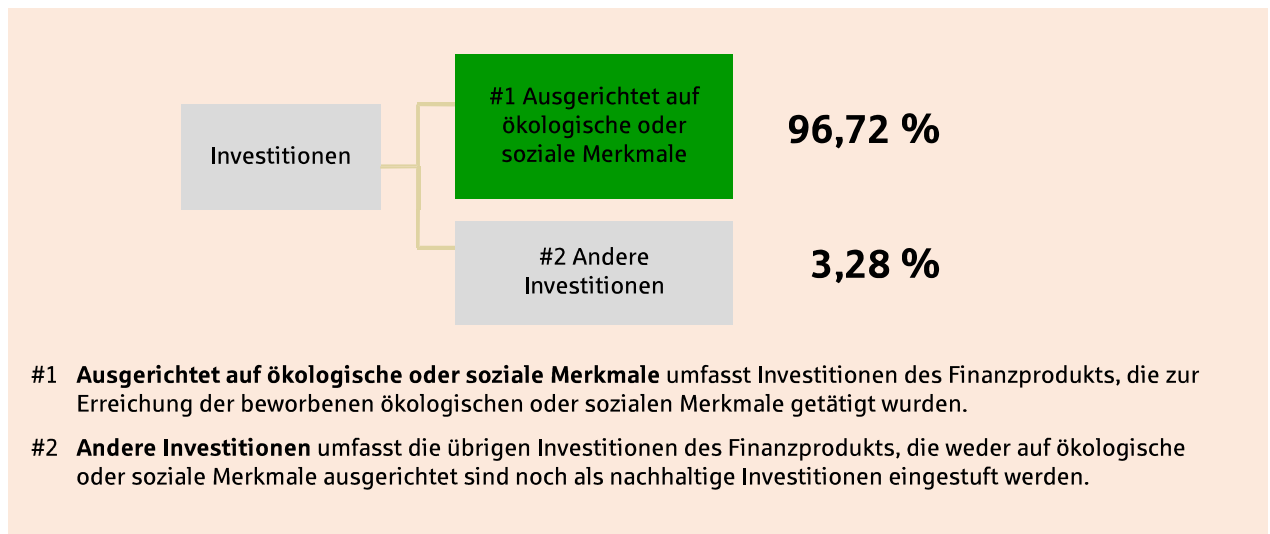 Investitionen
#1 Ausgerichtet auf
ökologische oder
soziale Merkmale
96,72 %
#2 Andere
Investitionen
3,28 %
#1 Ausgerichtet auf ökologische oder soziale Merkmale umfasst Investitionen des Finanzprodukts, die zur
Erreichung der beworbenen ökologischen oder sozialen Merkmale getätigt wurden.
#2 Andere Investitionen umfasst die übrigen Investitionen des Finanzprodukts, die weder auf ökologische
oder soziale Merkmale ausgerichtet sind noch als nachhaltige Investitionen eingestuft werden.